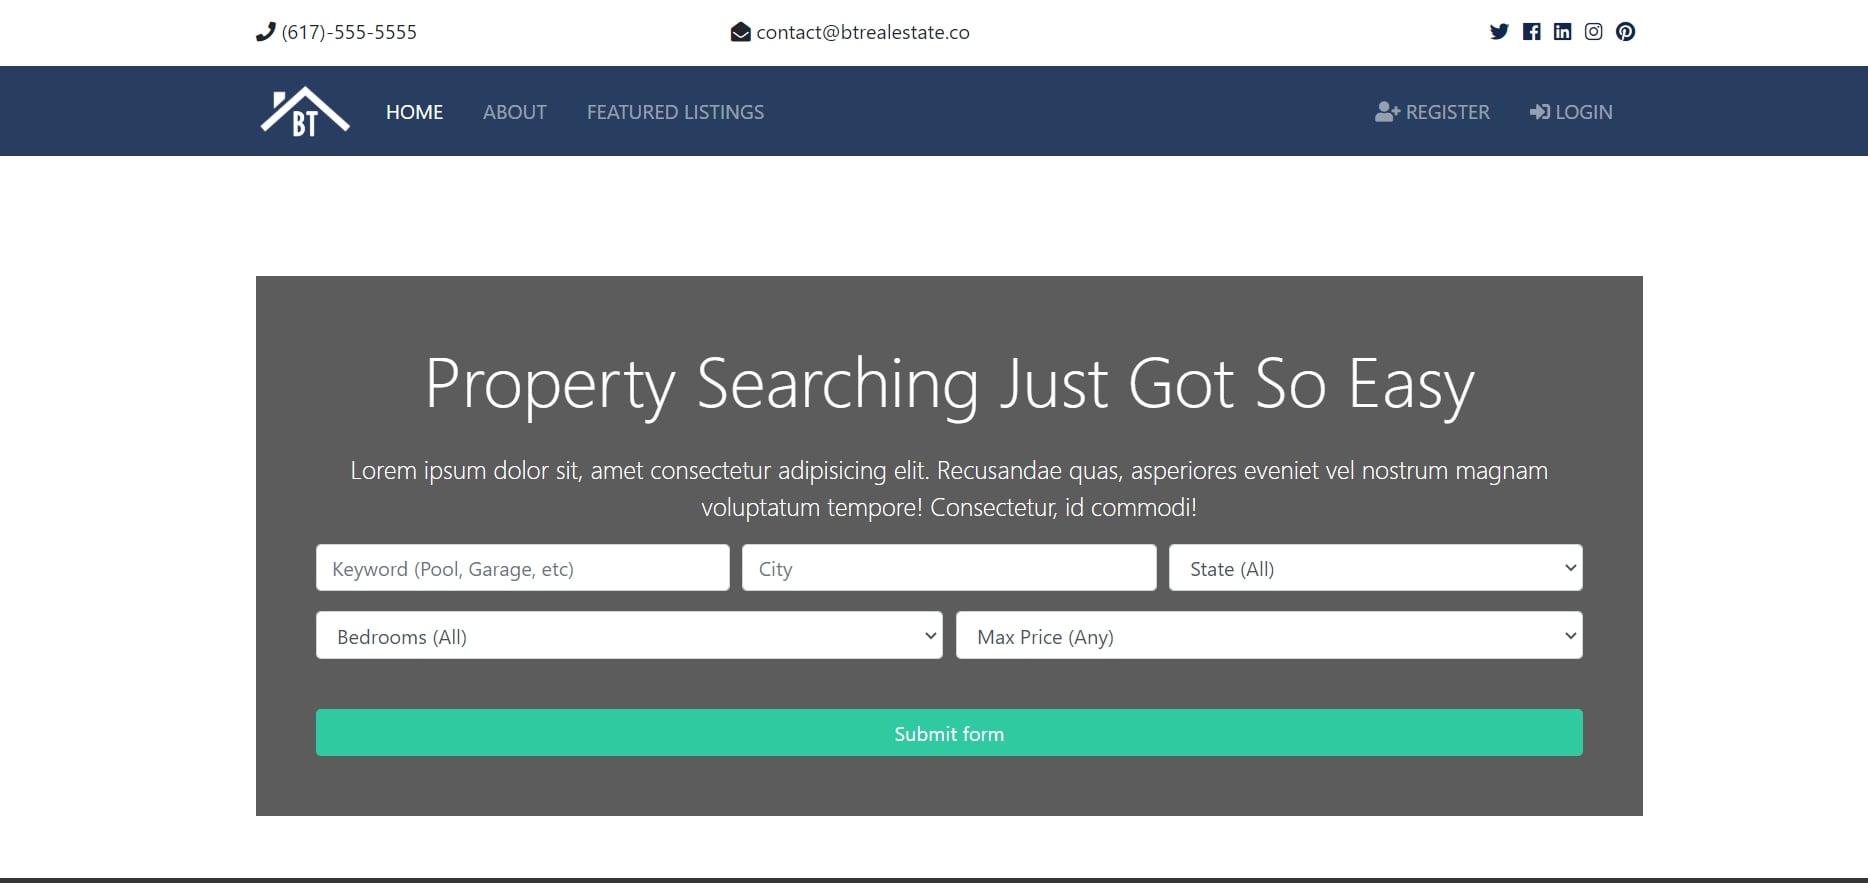 (617)-555-5555
contact@btrealestate.co
BT
HOME
ABOUT
FEATURED LISTINGS
REGISTER
LOGIN
Property Searching Just Got So Easy
Lorem ipsum dolor sit, amet consectetur adipisicing elit. Recusandae quas, asperiores eveniet vel nostrum magnam
voluptatum tempore! Consectetur, id commodi!
Keyword (Pool, Garage, etc)
City
State (All)
Bedrooms (All)
Max Price (Any)
Submit form